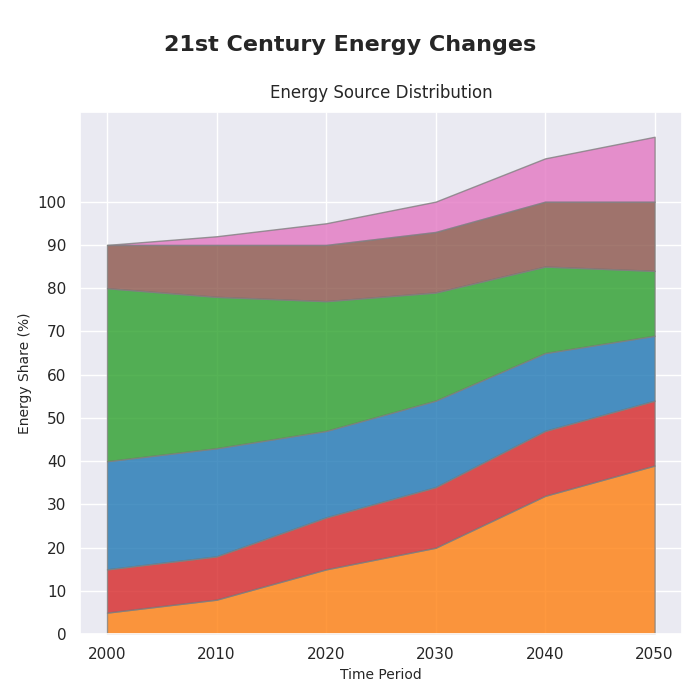 21st Century Energy Changes
Energy Source Distribution
100
90
80
70
60
50
40
30
20
10
0
Energy Share (%)
2000 2010 2020 2030 2040 2050
Time Period